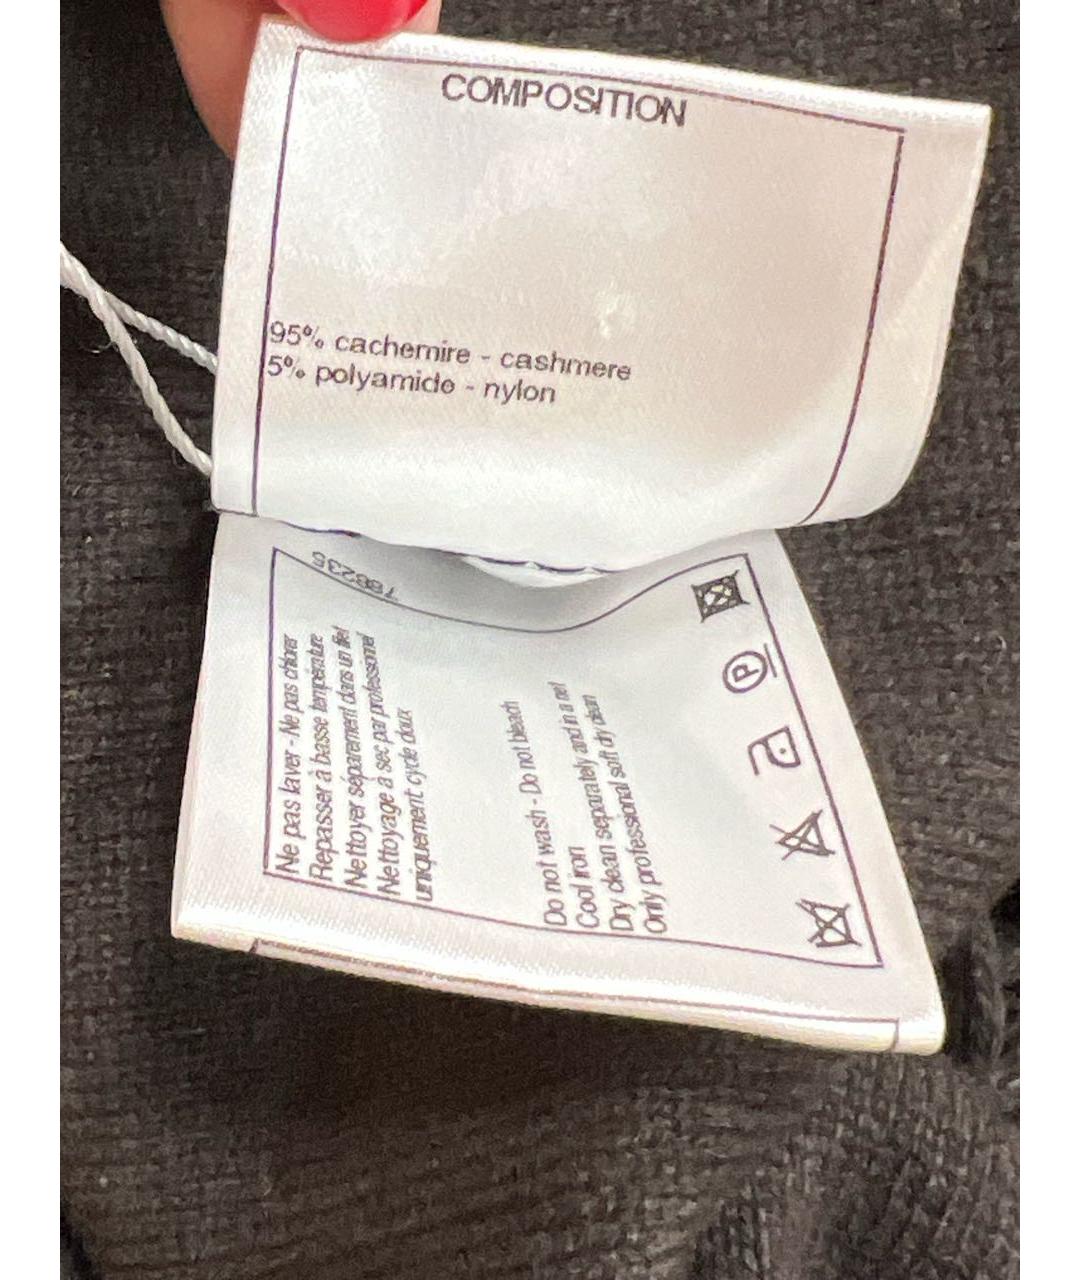 COMPOSITION
95% cachemire - cashmere
5% polyamide - nylon
Ne pas laver - Ne pas chlorer
Repasser à basse température
Nettoyer séparement dans un filet
Nettoyage à sec par professionnel
uniquement cycle doux
Do not wash - Do not bleach
Cool iron
Dry clean separately and in a net
Only professional soft dry clean
P